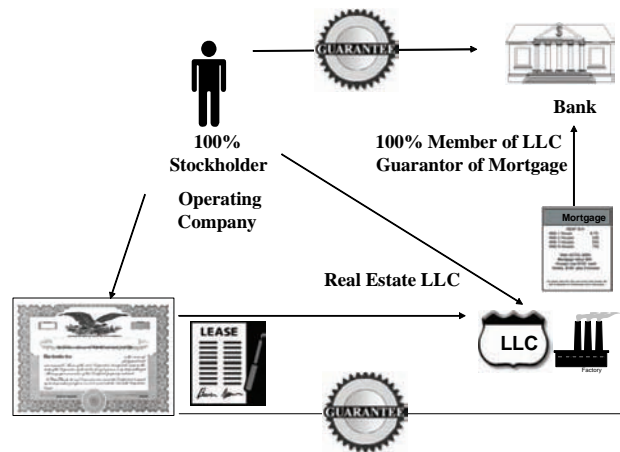 GUARANTEE
$
Bank
100%
Stockholder
100% Member of LLC
Guarantor of Mortgage
Operating
Company
Mortgage
Real Estate LLC
LEASE
LLC
Factory
GUARANTEE